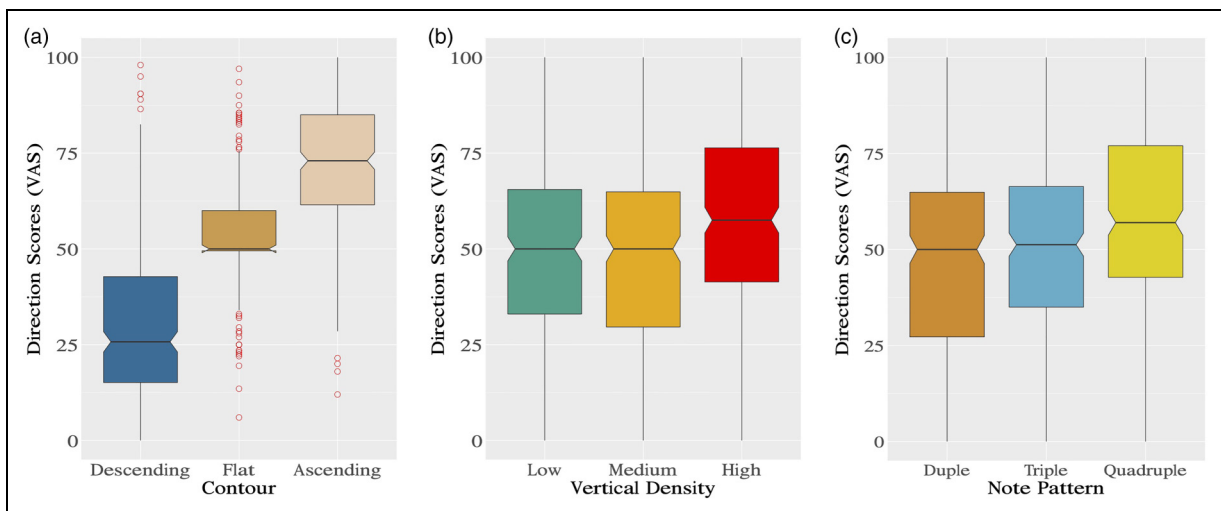 (a)
100
75
50
25
0
Direction Scores (VAS)
Descending Flat Ascending
Contour
(b)
100
75
50
25
0
Direction Scores (VAS)
Low Medium High
Vertical Density
(c)
100
75
50
25
0
Direction Scores (VAS)
Duple Triple Quadruple
Note Pattern